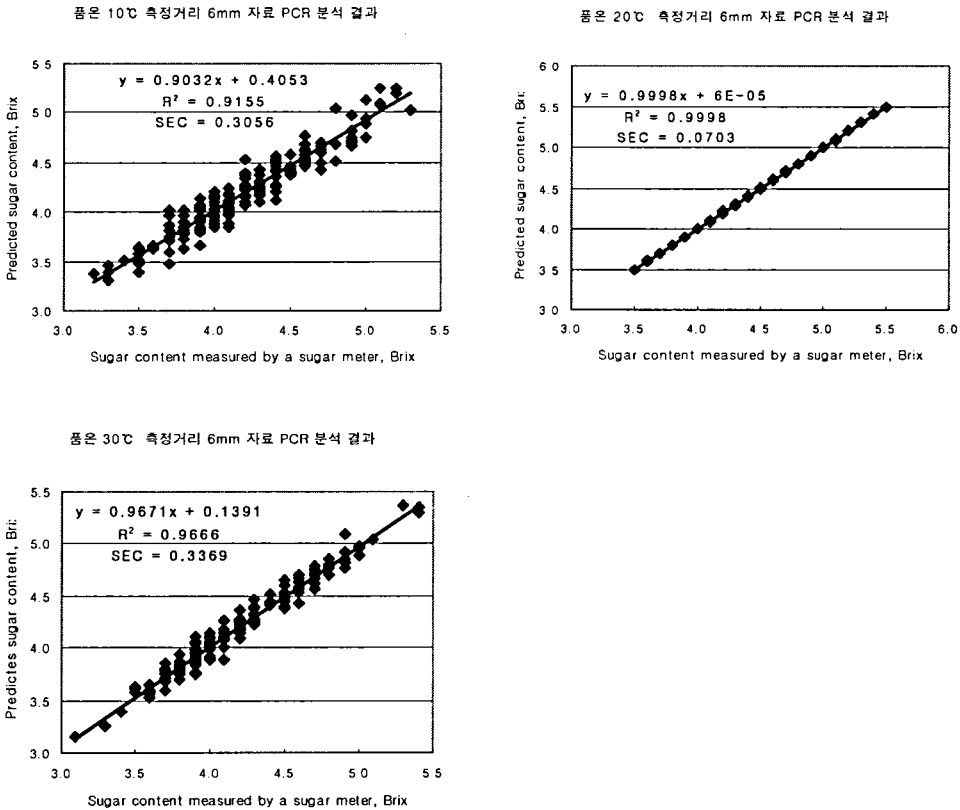 품온 10℃ 측정거리 6mm 자료 PCR 분석 결과
5 5
5.0
4.5
4.0
3.5
3.0
Predicted sugar content, Brix
y = 0.9032x + 0.4053
R² = 0.9155
SEC = 0.3056
3.0 3.5 4.0 4.5 5.0 5.5
Sugar content measured by a sugar meter, Brix
품온 20℃ 측정거리 6mm 자료 PCR 분석 결과
6 0
5.5
5.0
4.5
4.0
3 5
3 0
Predicted sugar content, Bri:
y = 0.9998x + 6E-05
R² = 0.9998
SEC = 0.0703
3.0 3.5 4.0 4 5 5.0 5.5 6.0
Sugar content measured by a sugar meter, Brix
품온 30℃ 측정거리 6mm 자료 PCR 분석 결과
5.5
5.0
4.5
4.0
3.5
3.0
Predictes sugar content, Bri:
y = 0.9671x + 0.1391
R² = 0.9666
SEC = 0.3369
3.0 3.5 4.0 4.5 5.0 5 5
Sugar content measured by a sugar meter, Brix